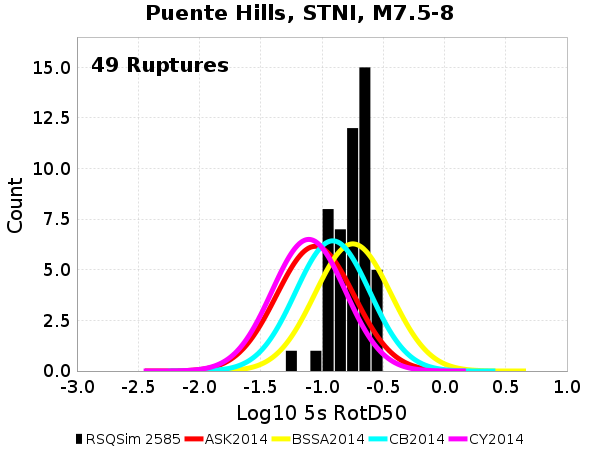 Puente Hills, STNI, M7.5-8
49 Ruptures
Count
15.0
12.5
10.0
7.5
5.0
2.5
0.0
-3.0 -2.5 -2.0 -1.5 -1.0 -0.5 0.0 0.5 1.0
Log10 5s RotD50
RSQSim 2585 ASK2014 BSSA2014 CB2014 CY2014